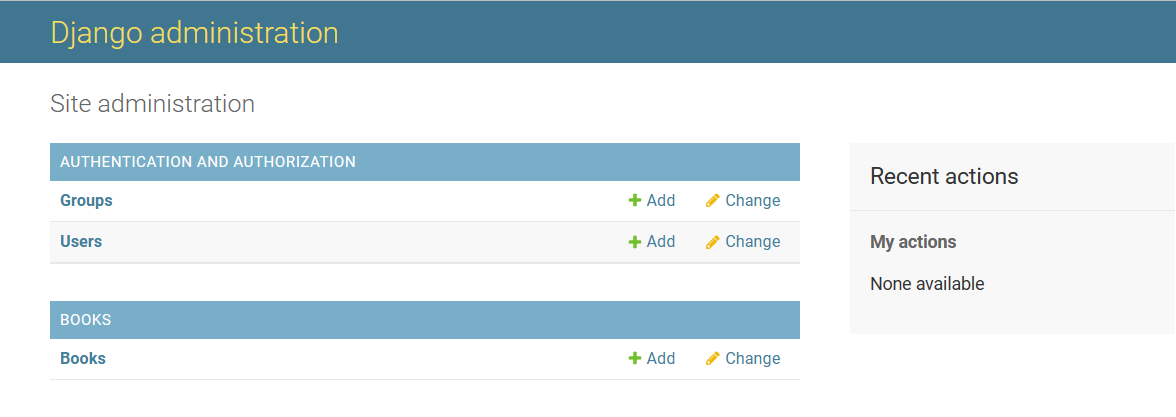 Django administration
Site administration
AUTHENTICATION AND AUTHORIZATION
Groups Add Change
Users Add Change
BOOKS
Books Add Change
Recent actions
My actions
None available